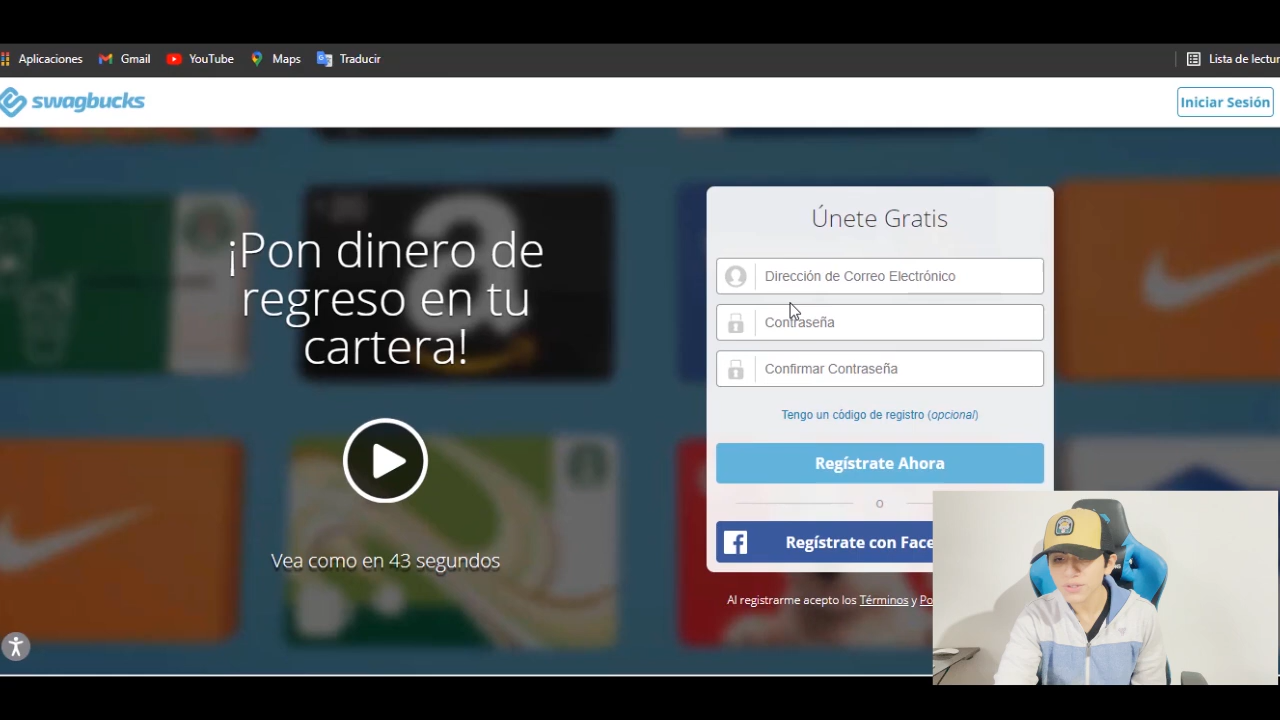 Aplicaciones
Gmail
YouTube
Maps
Traducir
Lista de lectur
swagbucks
Iniciar Sesión
¡Pon dinero de
regreso en tu
cartera!
Vea como en 43 segundos
Únete Gratis
Dirección de Correo Electrónico
Contraseña
Confirmar Contraseña
Tengo un código de registro (opcional)
Regístrate Ahora
o
Regístrate con Face
Al registrarme acepto los Términos y Po